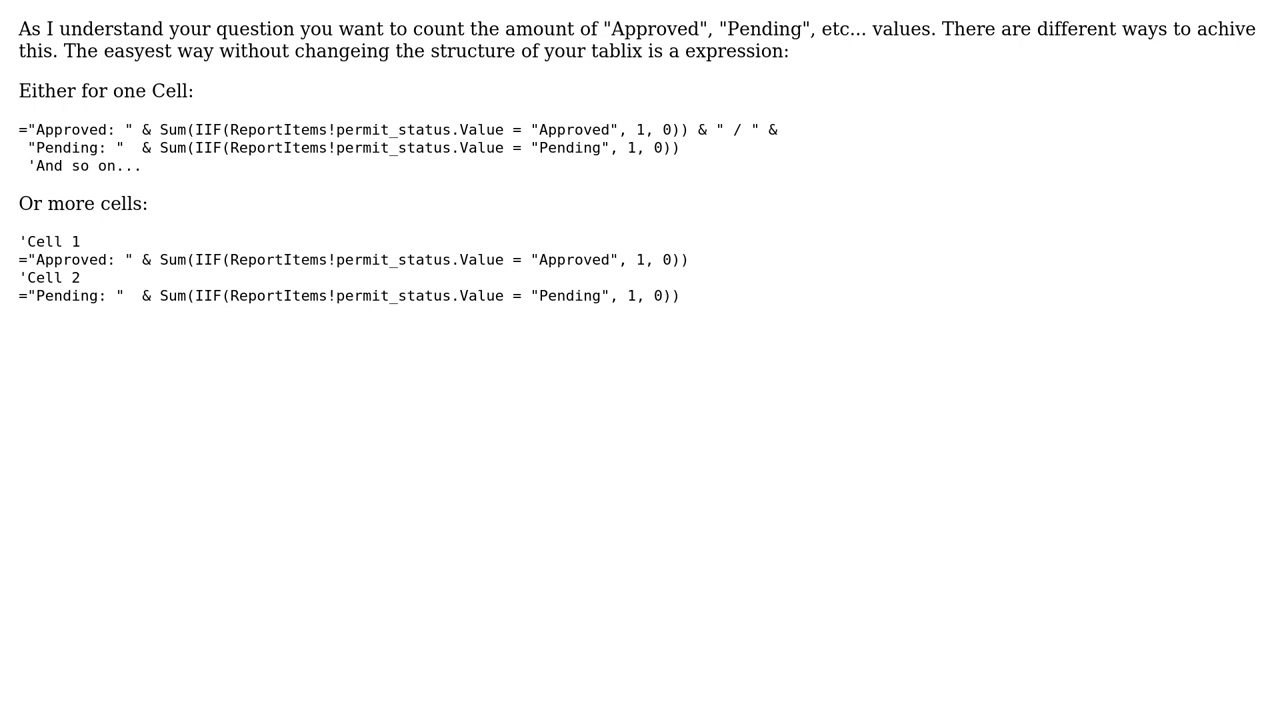 As I understand your question you want to count the amount of "Approved", "Pending", etc... values. There are different ways to achive
this. The easyest way without changeing the structure of your tablix is a expression:
Either for one Cell:
="Approved: " & Sum(IIF(ReportItems!permit_status.Value = "Approved", 1, 0)) & " / " &
 "Pending: "  & Sum(IIF(ReportItems!permit_status.Value = "Pending", 1, 0))
 'And so on...
Or more cells:
'Cell 1
="Approved: " & Sum(IIF(ReportItems!permit_status.Value = "Approved", 1, 0))
'Cell 2
="Pending: "  & Sum(IIF(ReportItems!permit_status.Value = "Pending", 1, 0))